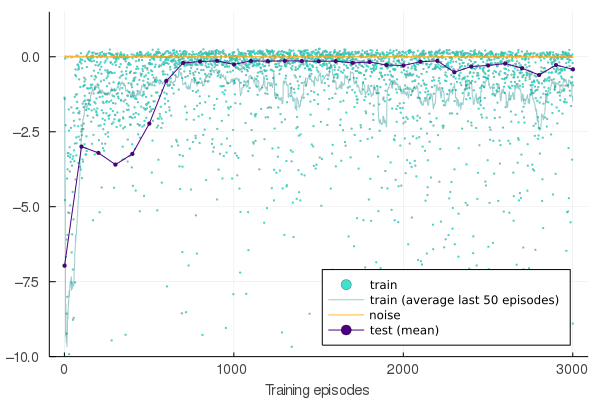 0.0
−2.5
−5.0
−7.5
−10.0
0
1000
2000
3000
Training episodes
train
train (average last 50 episodes)
noise
test (mean)